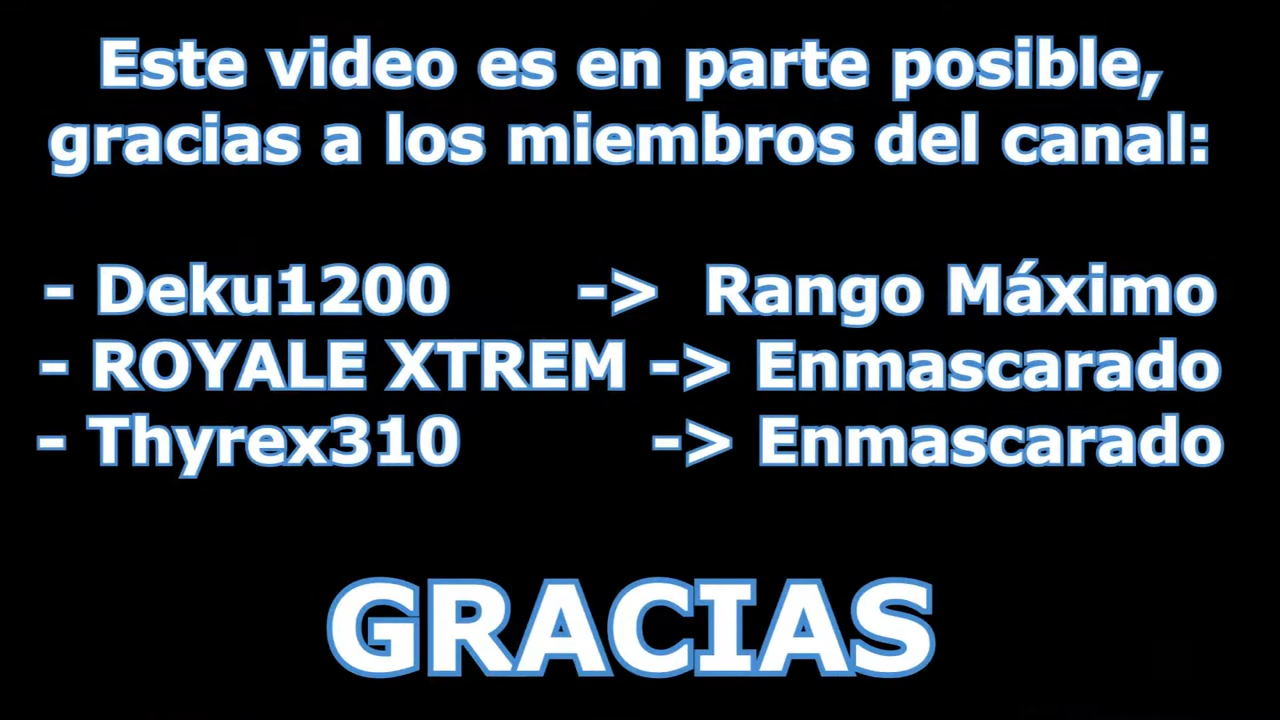 Este video es en parte posible,
gracias a los miembros del canal:
- Deku1200 -> Rango Máximo
- ROYALE XTREM -> Enmascarado
- Thyrex310 -> Enmascarado
GRACIAS